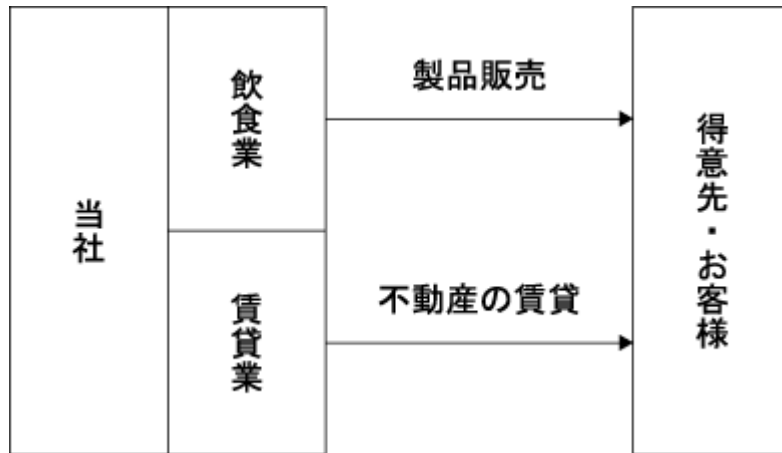 当社
飲食業
製品販売
賃貸業
不動産の賃貸
得意先・お客様